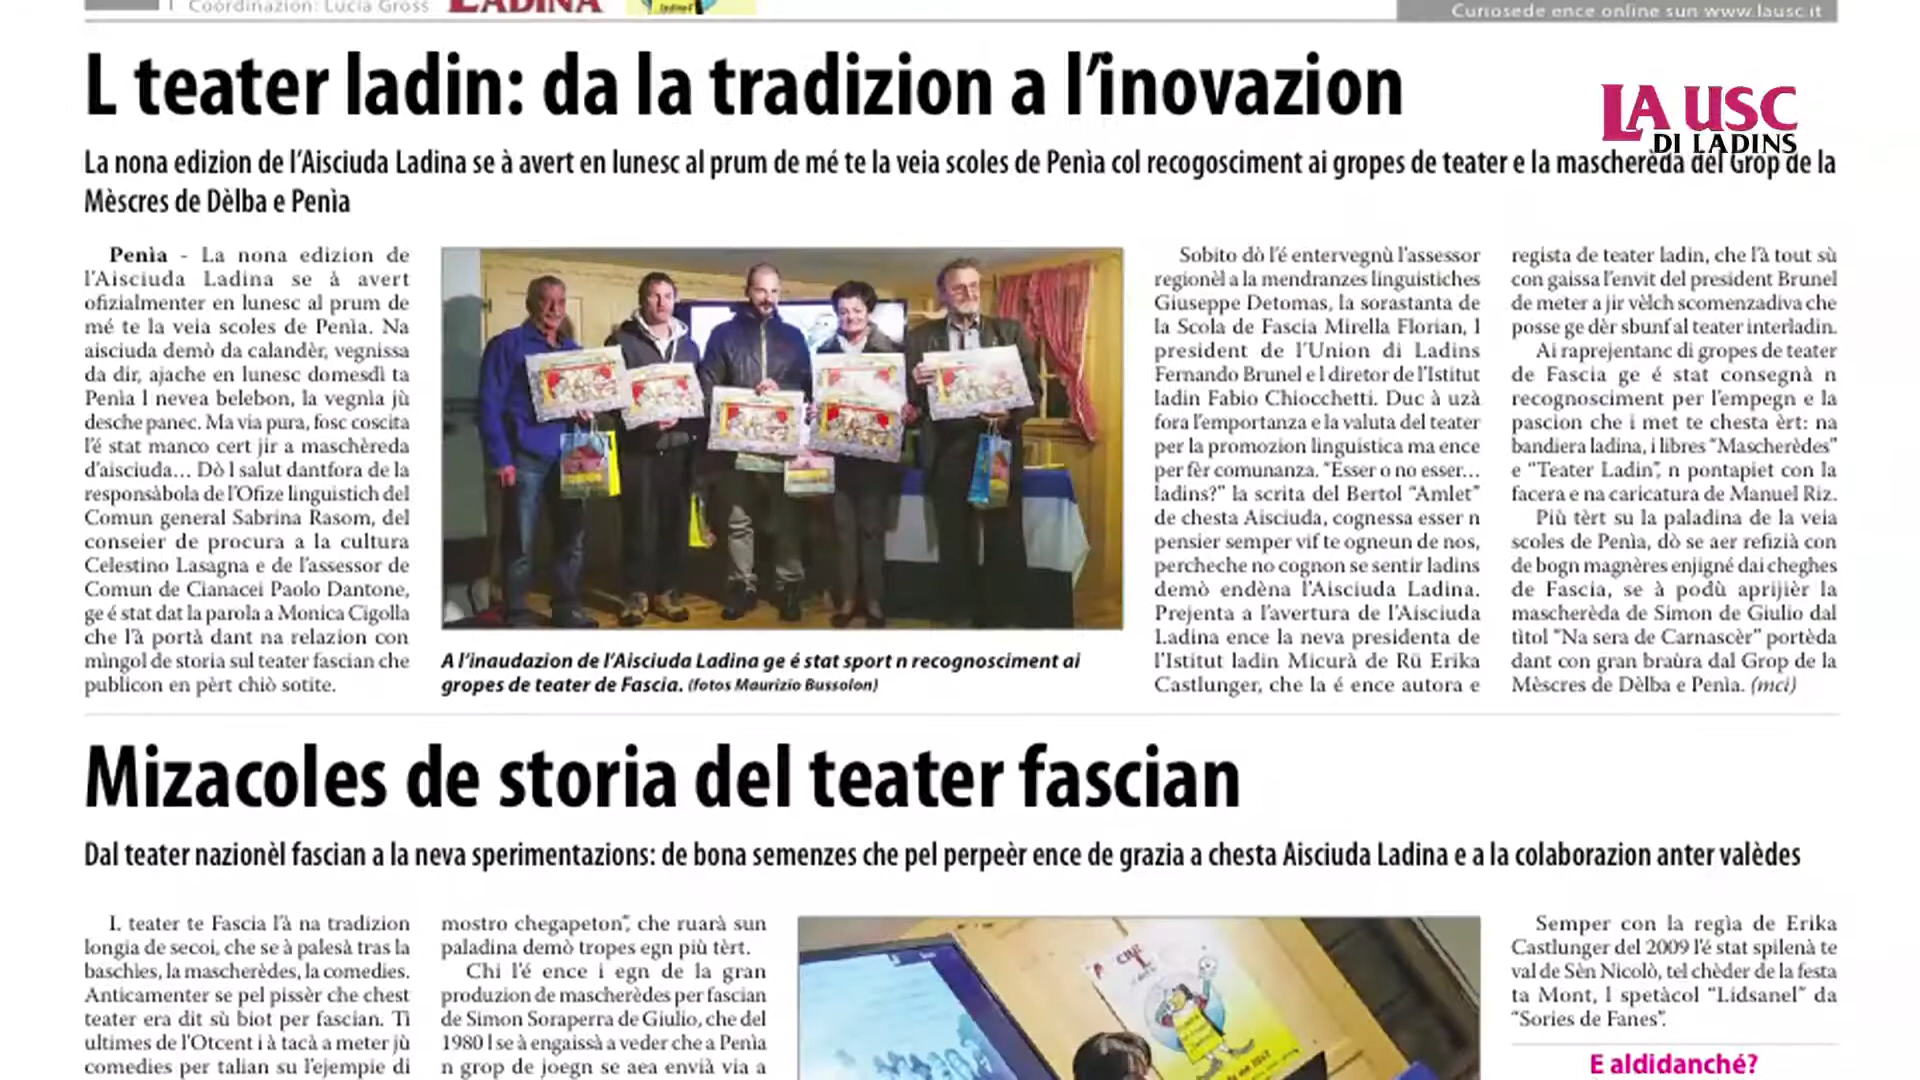 Coordinazion: Lucia Gross
LADINA
Curiosede ence online sun www.lausc.it
L teater ladin: da la tradizion a l’inovazion
LA USC
DI LADINS
La nona edizion de l’Aisciuda Ladina se à avert en lunesc al prum de mé te la veia scoles de Penìa col recogosciment ai gropes de teater e la mascherèda del Grop de la
Mèscres de Dèlba e Penìa
Penìa - La nona edizion de
l’Aisciuda Ladina se à avert
ofizialmenter en lunesc al prum de
mé te la veia scoles de Penìa. Na
aisciuda demò da calandèr, vegnissa
da dir, ajache en lunesc domesdì ta
Penìa l nevea belebon, la vegnìa jù
desche panec. Ma via pura, fosc coscita
l’é stat manco cert jir a maschèreda
d’aisciuda... Dò l salut dantfora de la
responsàbola de l’Ofize linguistich del
Comun general Sabrina Rasom, del
conseier de procura a la cultura
Celestino Lasagna e de l’assessor de
Comun de Cianacei Paolo Dantone,
ge é stat dat la parola a Monica Cigolla
che l’à portà dant na relazion con
mìngol de storia sul teater fascian che
publicon en pèrt chiò sotite.
A l’inaudazion de l’Aisciuda Ladina ge é stat sport n recognosciment ai
gropes de teater de Fascia. (fotos Maurizio Bussolon)
Sobito dò l’é entervegnù l’assessor
regionèl a la mendranzes linguistiches
Giuseppe Detomas, la sorastanta de
la Scola de Fascia Mirella Florian, l
president de l’Union di Ladins
Fernando Brunel e l diretor de l’Istitut
ladin Fabio Chiocchetti. Duc à uzà
fora l’emportanza e la valuta del teater
per la promozion linguistica ma ence
per fèr comunanza. “Esser o no esser...
ladins?” la scrita del Bertol “Amlet”
de chesta Aisciuda, cognessa esser n
pensier semper vif te ogneun de nos,
percheche no cognon se sentir ladins
demò endèna l’Aisciuda Ladina.
Prejenta a l’avertura de l’Aisciuda
Ladina ence la neva presidenta de
l’Istitut ladin Micurà de Rü Erika
Castlunger, che la é ence autora e
regista de teater ladin, che l’à tout sù
con gaissa l’envit del president Brunel
de meter a jir vèlch scomenzadiva che
posse ge dèr sbunf al teater interladin.
Ai raprejentanc di gropes de teater
de Fascia ge é stat consegnà n
recognosciment per l’empegn e la
pascion che i met te chesta èrt: na
bandiera ladina, i libres “Mascherèdes”
e “Teater Ladin”, n pontapiet con la
facera e na caricatura de Manuel Riz.
Più tèrt su la paladina de la veia
scoles de Penìa, dò se aer refizià con
de bogn magnères enjigné dai cheghes
de Fascia, se à podù aprijièr la
mascherèda de Simon de Giulio dal
tìtol “Na sera de Carnascèr” portèda
dant con gran braùra dal Grop de la
Mèscres de Dèlba e Penìa. (mci)
Mizacoles de storia del teater fascian
Dal teater nazionèl fascian a la neva sperimentazions: de bona semenzes che pel perpeèr ence de grazia a chesta Aisciuda Ladina e a la colaborazion anter valèdes
L teater te Fascia l’à na tradizion
longia de secoi, che se à palesà tras la
baschìes, la mascherèdes, la comedies.
Anticamenter se pel pissèr che chest
teater era dit sù biot per fascian. Ti
ultimes de l’Otcent i à tacà a meter jù
comedies per talian su l’ejempie di
mostro chegapeton”, che ruarà sun
paladina demò tropes egn più tèrt.
Chi l’é ence i egn de la gran
produzion de mascherèdes per fascian
de Simon Soraperra de Giulio, che del
1980 l se à engaissà a veder che a Penìa
n grop de joegn se aea envià via a
Semper con la regìa de Erika
Castlunger del 2009 l’é stat spilenà te
val de Sèn Nicolò, tel chèder de la festa
ta Mont, l spetàcol “Lidsanel” da
“Sories de Fanes”.
E aldidanché?